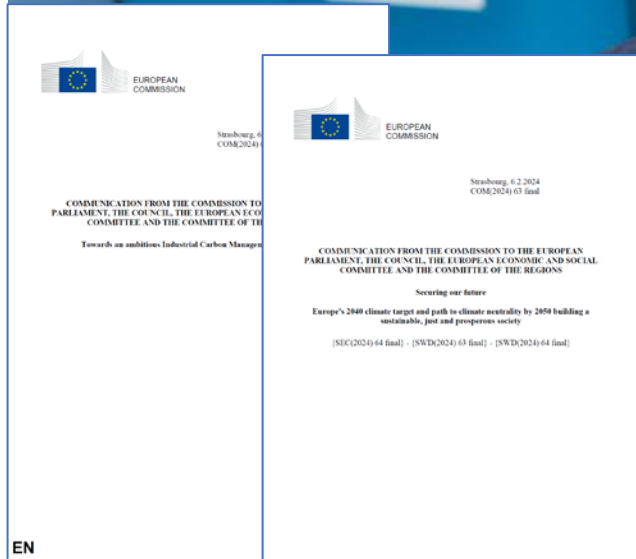 EUROPEAN
COMMISSION
Strasbourg, 6
COM(2024)
COMMUNICATION FROM THE COMMISSION TO
PARLIAMENT, THE COUNCIL, THE EUROPEAN ECO
COMMITTEE AND THE COMMITTEE OF TH
Towards an ambitious Industrial Carbon Managem
EN
EUROPEAN
COMMISSION
Strasbourg, 6.2.2024
COM(2024) 63 final
COMMUNICATION FROM THE COMMISSION TO THE EUROPEAN
PARLIAMENT, THE COUNCIL, THE EUROPEAN ECONOMIC AND SOCIAL
COMMITTEE AND THE COMMITTEE OF THE REGIONS
Securing our future
Europe's 2040 climate target and path to climate neutrality by 2050 building a
sustainable, just and prosperous society
{SEC(2024) 64 final} - {SWD(2024) 63 final} - {SWD(2024) 64 final}